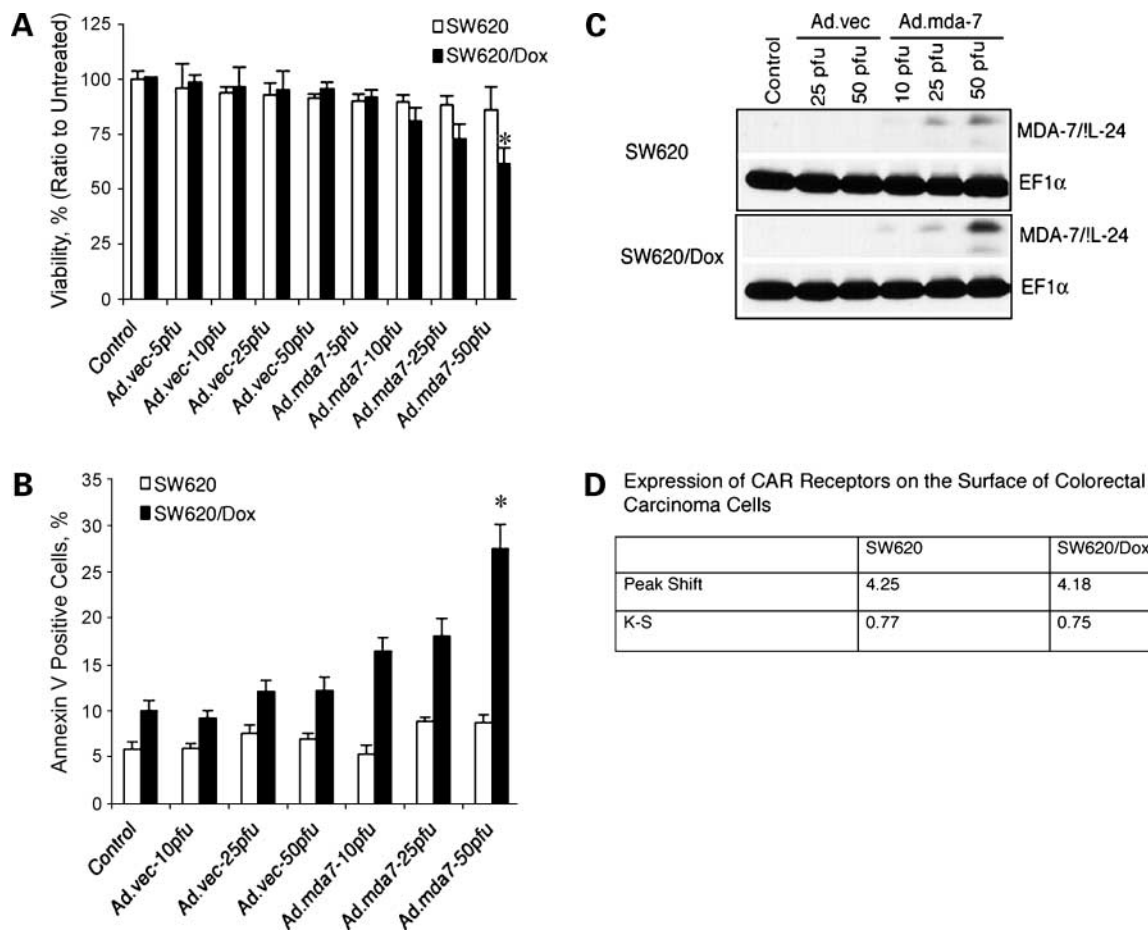 A
125
100
75
50
25
0
Viability, % (Ratio to Untreated)
SW620
SW620/Dox
*
Control
Ad.vec-5pfu
Ad.vec-10pfu
Ad.vec-25pfu
Ad.vec-50pfu
Ad.mda7-5pfu
Ad.mda7-10pfu
Ad.mda7-25pfu
Ad.mda7-50pfu
B
35
30
25
20
15
10
5
0
Annexin V Positive Cells, %
SW620
SW620/Dox
*
Control
Ad.vec-10pfu
Ad.vec-25pfu
Ad.vec-50pfu
Ad.mda7-10pfu
Ad.mda7-25pfu
Ad.mda7-50pfu
C
Ad.vec Ad.mda-7
Control 25 pfu 50 pfu 10 pfu 25 pfu 50 pfu
SW620
MDA-7/!L-24
EF1α
SW620/Dox
MDA-7/!L-24
EF1α
D Expression of CAR Receptors on the Surface of Colorectal
Carcinoma Cells
SW620 SW620/Dox
Peak Shift 4.25 4.18
K-S 0.77 0.75